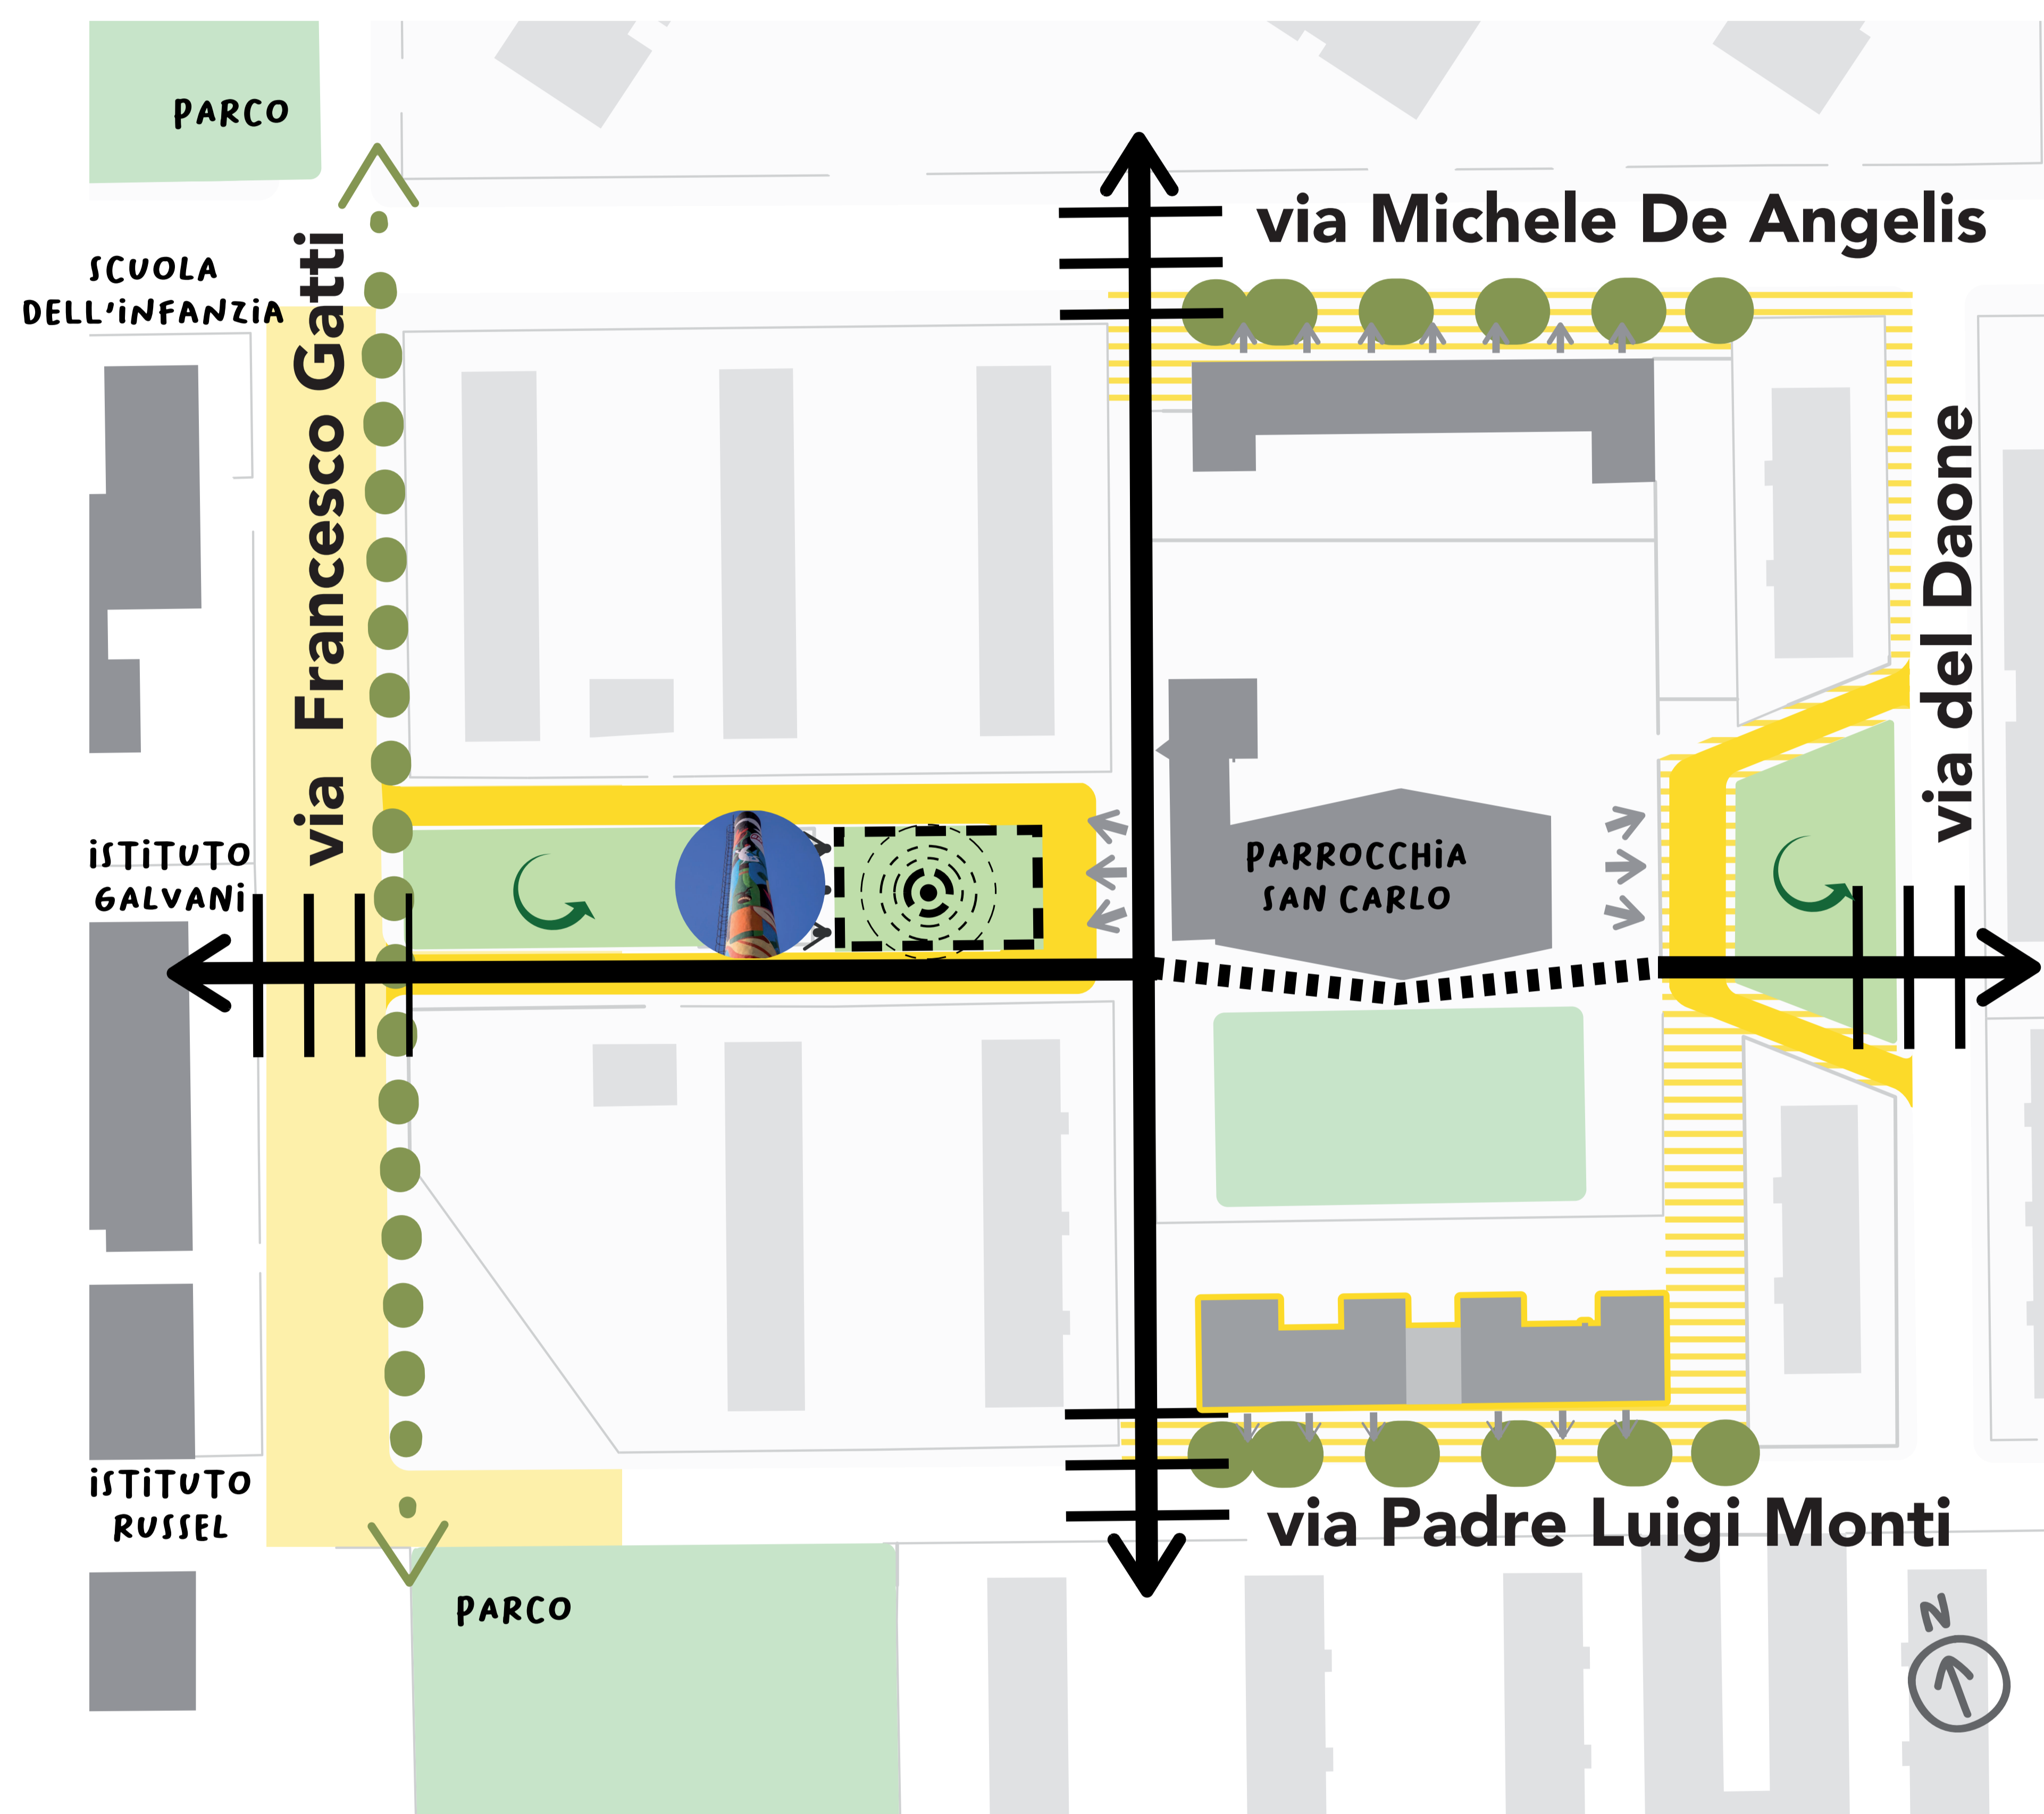 PARCO
via Michele De Angelis
SCUOLA
DELL'iNFANZiA
via Francesco Gatti
via del Daone
iSTiTUTO
GALVANi
PARROCCHiA
SAN CARLO
iSTiTUTO
RUSSEL
via Padre Luigi Monti
PARCO
N